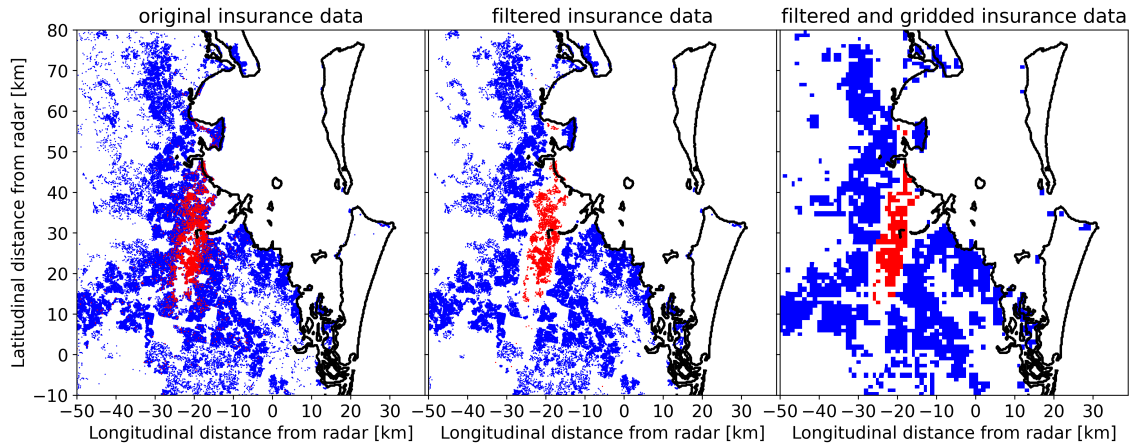 original insurance data
filtered insurance data
filtered and gridded insurance data
Latitudinal distance from radar [km]
80
70
60
50
40
30
20
10
0
−10
−50 −40 −30 −20 −10 0 10 20 30
−50 −40 −30 −20 −10 0 10 20 30
−50 −40 −30 −20 −10 0 10 20 30
Longitudinal distance from radar [km]
Longitudinal distance from radar [km]
Longitudinal distance from radar [km]